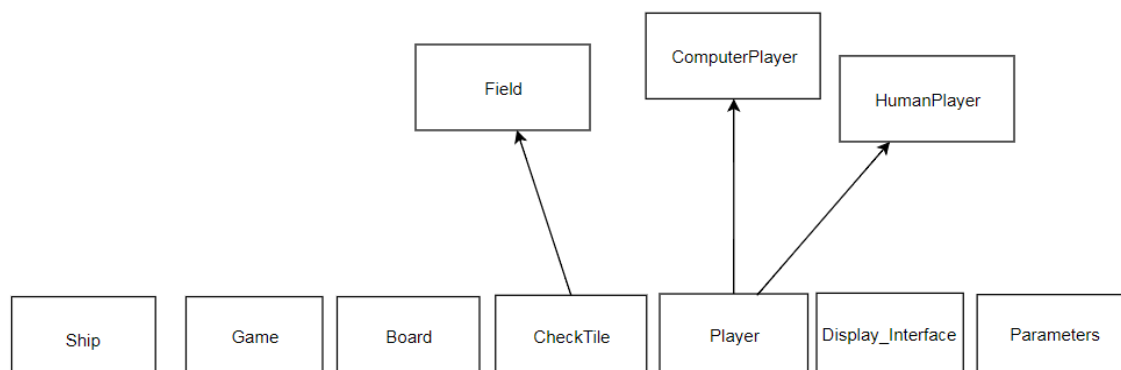 ComputerPlayer
Field
HumanPlayer
Ship
Game
Board
CheckTile
Player
Display_Interface
Parameters